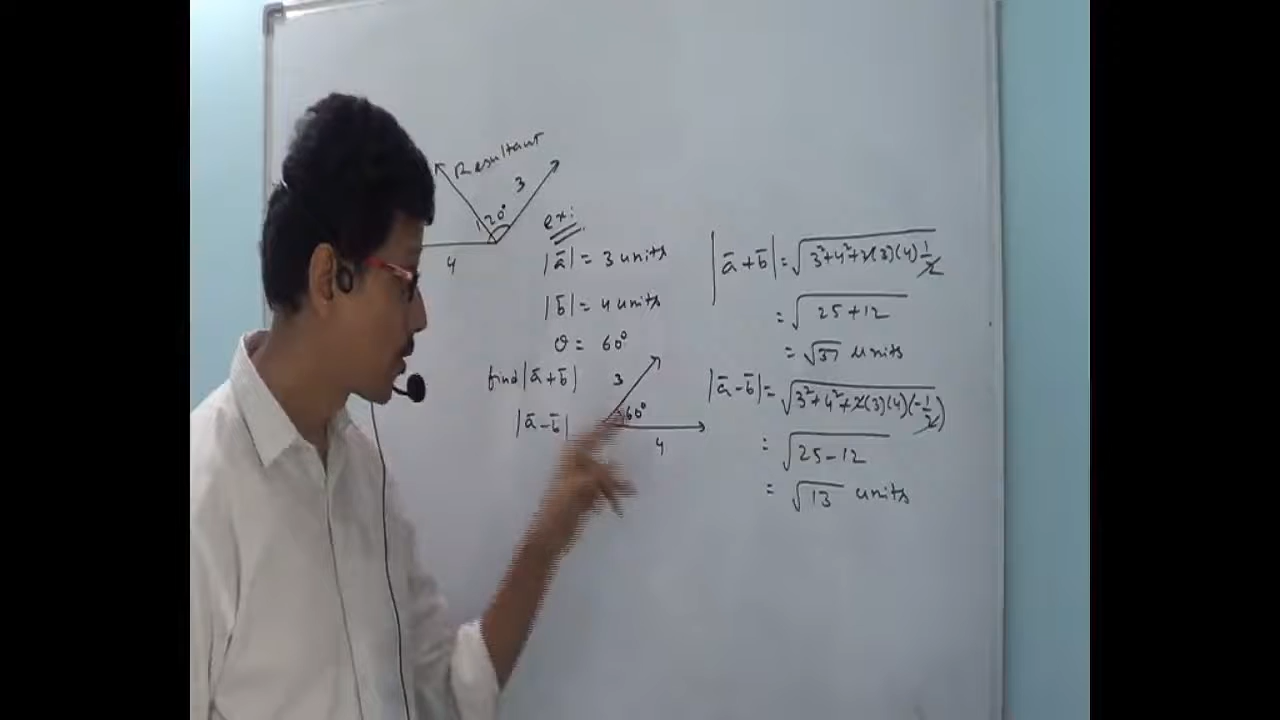 Resultant
3
120°
4
ex:
|a̅| = 3 units
|b̅| = 4 units
θ = 60°
find |a̅ + b̅|
|a̅ - b̅|
3
60°
4
|a̅ + b̅| = √(3² + 4² + 2(3)(4) 1/2)
= √(25 + 12)
= √37 units
|a̅ - b̅| = √(3² + 4² + 2(3)(4)(-1/2))
= √(25 - 12)
= √13 units